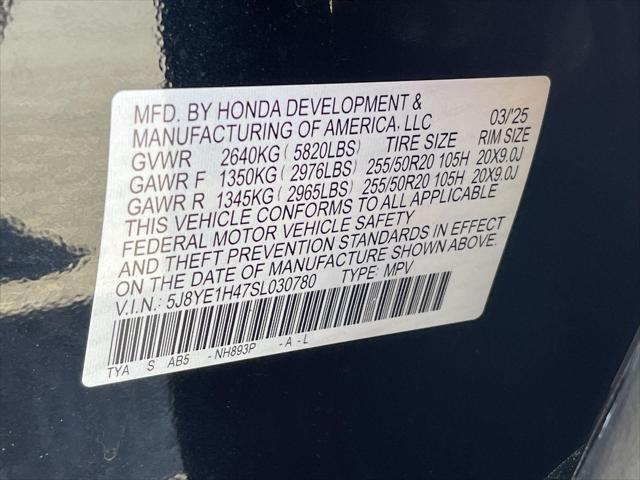 MFD. BY HONDA DEVELOPMENT & 03/'25
MANUFACTURING OF AMERICA, LLC TIRE SIZE RIM SIZE
GVWR 2640KG ( 5820LBS)
GAWR F 1350KG ( 2976LBS) 255/50R20 105H 20X9.0J
GAWR R 1345KG ( 2965LBS) 255/50R20 105H 20X9.0J
THIS VEHICLE CONFORMS TO ALL APPLICABLE
FEDERAL MOTOR VEHICLE SAFETY
AND THEFT PREVENTION STANDARDS IN EFFECT
ON THE DATE OF MANUFACTURE SHOWN ABOVE.
V.I.N.: 5J8YE1H47SL030780 TYPE: MPV
TYA S AB5 - NH893P - A - L